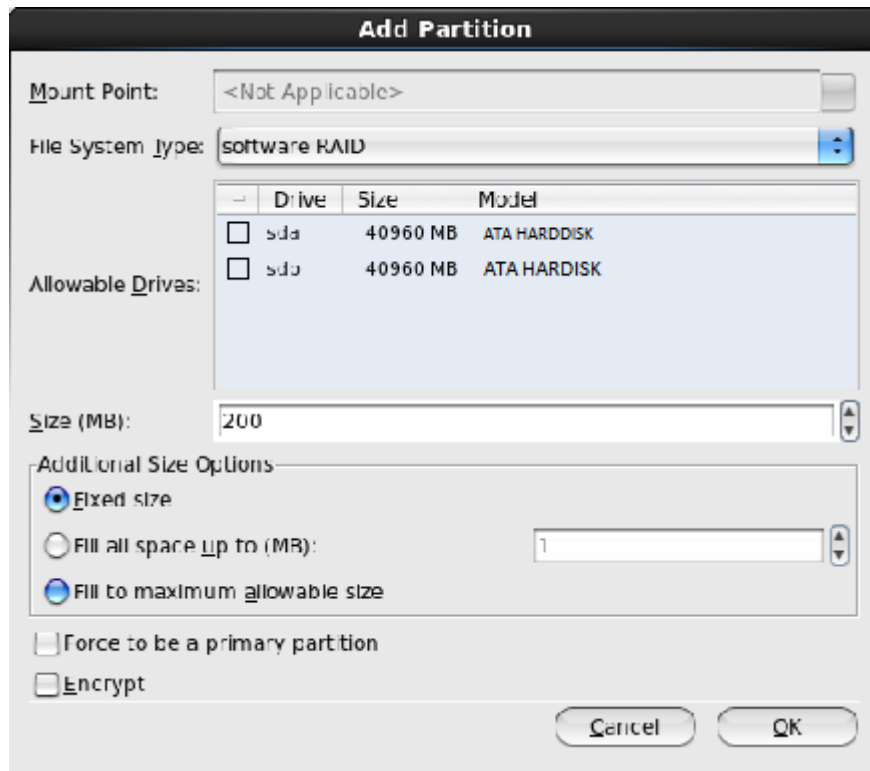 Add Partition
Mount Point: <Not Applicable>
File System Type: software RAID
Drive Size Model
sda 40960 MB ATA HARDDISK
sdb 40960 MB ATA HARDISK
Allowable Drives:
Size (MB): 200
Additional Size Options
Fixed size
Fill all space up to (MB): 1
Fill to maximum allowable size
Force to be a primary partition
Encrypt
Cancel OK